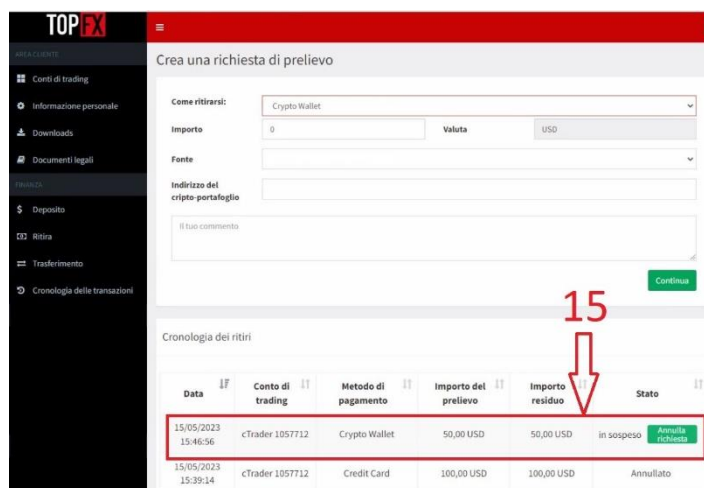 TOPFX
AREA CLIENTE
Conti di trading
Informazione personale
Downloads
Documenti legali
FINANZA
Deposito
Ritira
Trasferimento
Cronologia delle transazioni
Crea una richiesta di prelievo
Come ritirarsi:
Crypto Wallet
Importo
0
Valuta
USD
Fonte
Indirizzo del
cripto-portafoglio
Il tuo commento
Continua
15
Cronologia dei ritiri
Data
Conto di
trading
Metodo di
pagamento
Importo del
prelievo
Importo
residuo
Stato
15/05/2023
15:46:56
cTrader 1057712
Crypto Wallet
50,00 USD
50,00 USD
in sospeso
Annulla
richiesta
15/05/2023
15:39:14
cTrader 1057712
Credit Card
100,00 USD
100,00 USD
Annullato